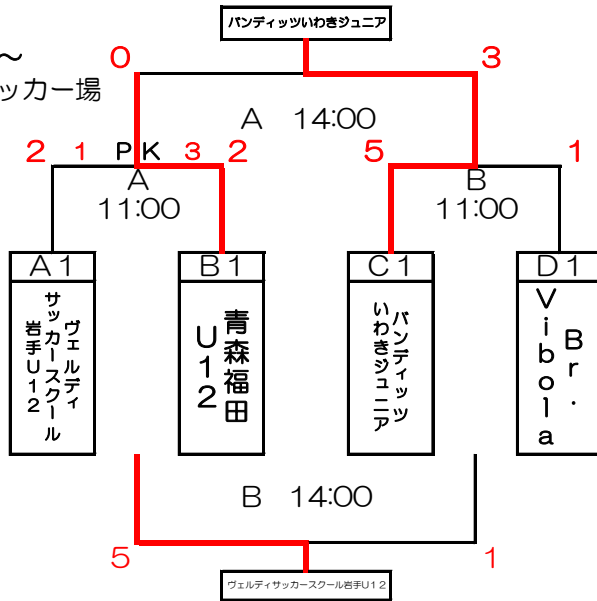 バンディッツいわきジュニア
～
0 3
ッカー場
A 14:00
2 1 PK 3 2 5 1
A B
11:00 11:00
A1 B1 C1 D1
ヴェルディ
サッカースクール
岩手U12
青森福田
U12
バンディッツ
いわきジュニア
Br.
Vibola
B 14:00
5 1
ヴェルディサッカースクール岩手U12